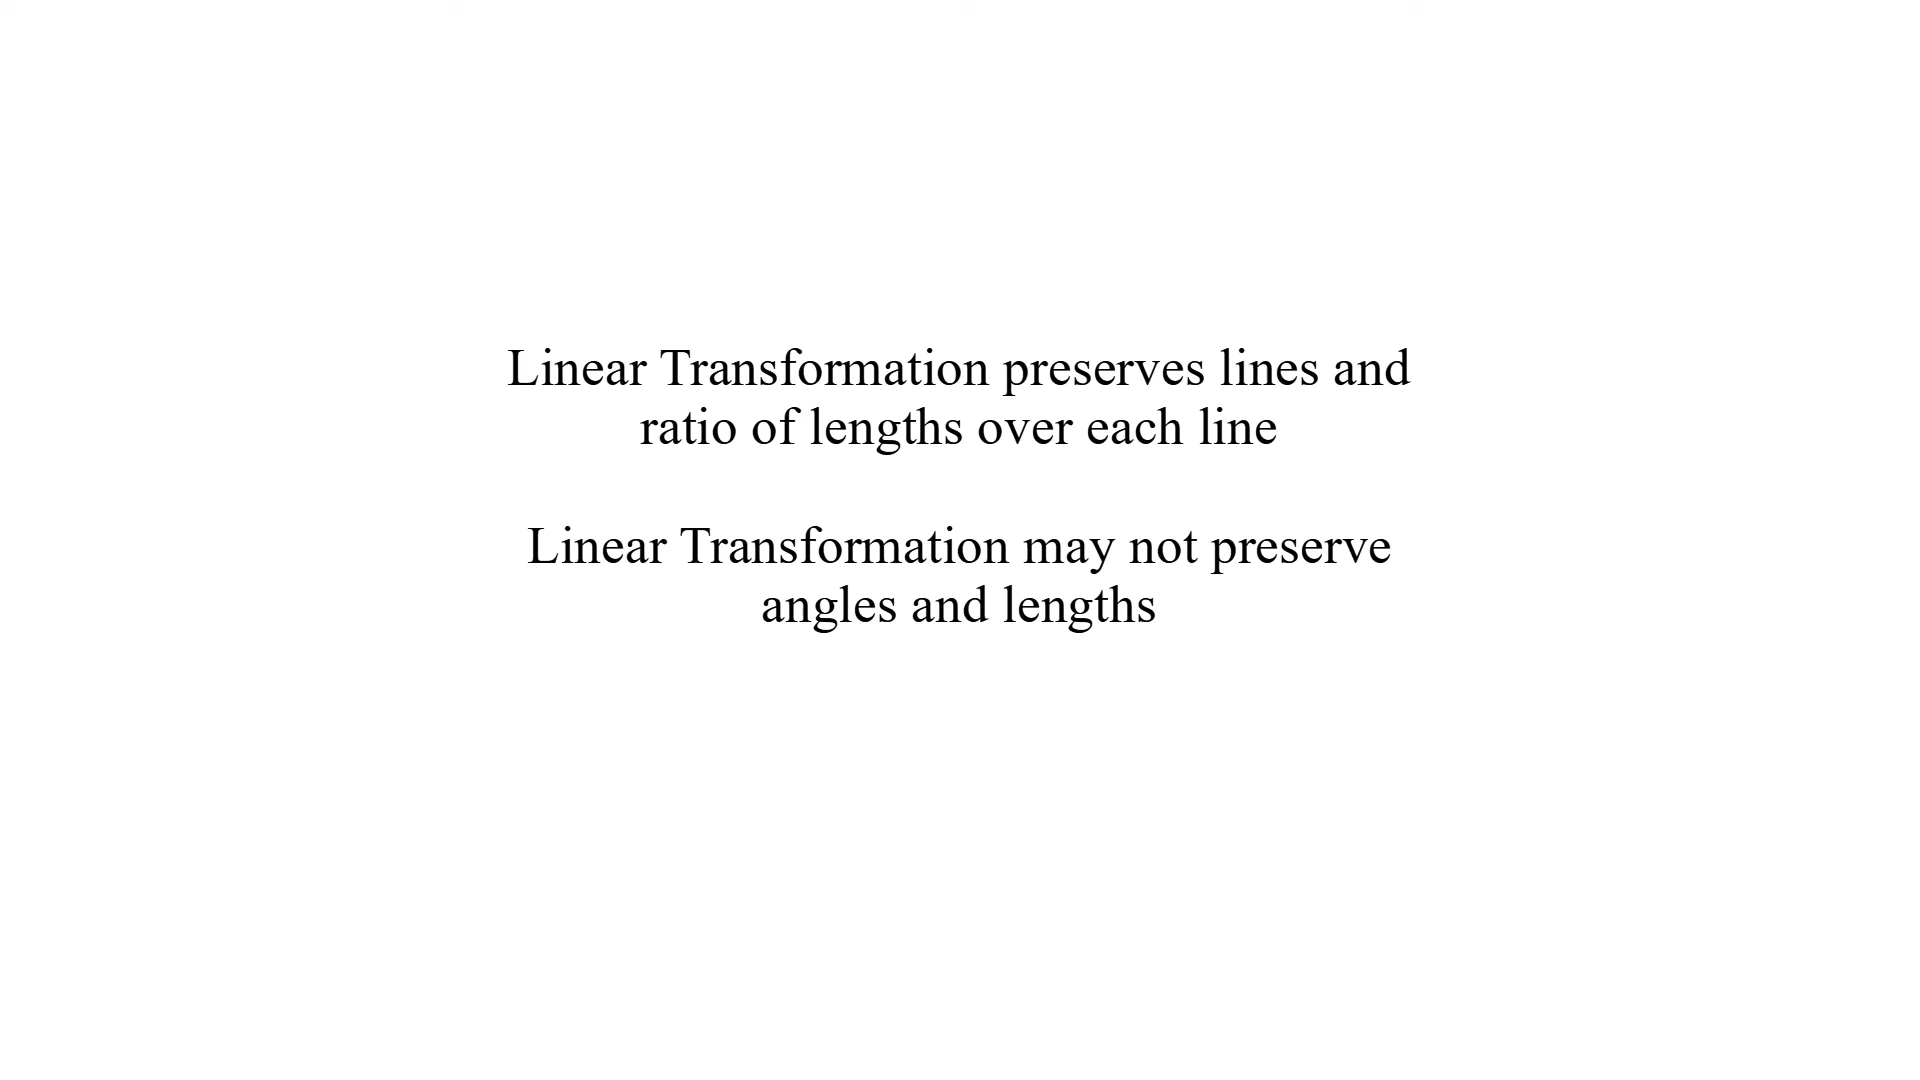 Linear Transformation preserves lines and
ratio of lengths over each line
Linear Transformation may not preserve
angles and lengths